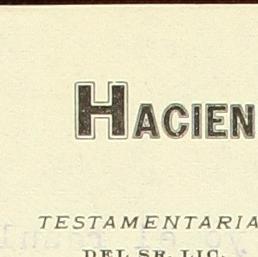 HACIEN
TESTAMENTARIA
DEL SR. LIC.